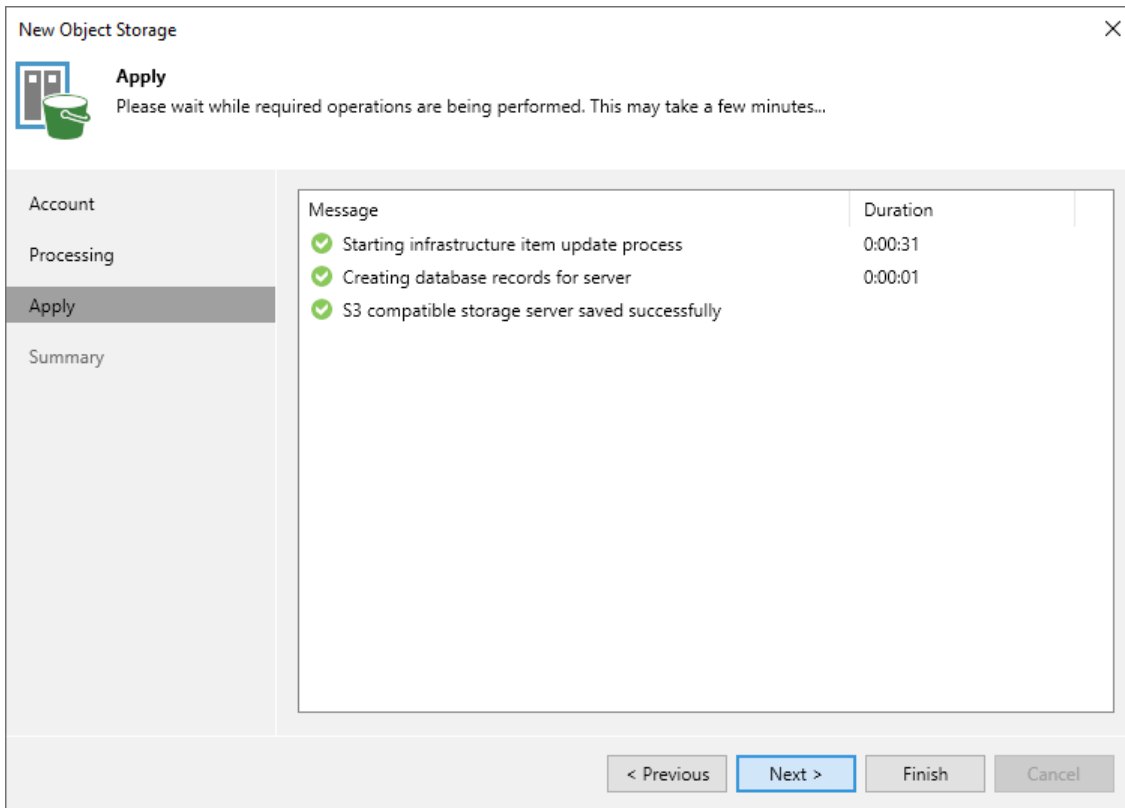 New Object Storage
Apply
Please wait while required operations are being performed. This may take a few minutes...
Account
Processing
Apply
Summary
Message Duration
Starting infrastructure item update process 0:00:31
Creating database records for server 0:00:01
S3 compatible storage server saved successfully
< Previous Next > Finish Cancel